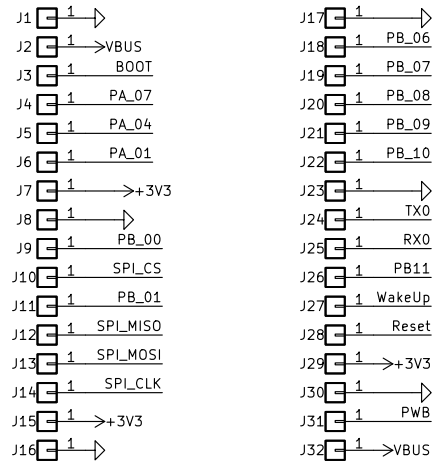 J1 1
J2 1 VBUS
J3 1 BOOT
J4 1 PA_07
J5 1 PA_04
J6 1 PA_01
J7 1 +3V3
J8 1
J9 1 PB_00
J10 1 SPI_CS
J11 1 PB_01
J12 1 SPI_MISO
J13 1 SPI_MOSI
J14 1 SPI_CLK
J15 1 +3V3
J16 1
J17 1
J18 1 PB_06
J19 1 PB_07
J20 1 PB_08
J21 1 PB_09
J22 1 PB_10
J23 1
J24 1 TX0
J25 1 RX0
J26 1 PB11
J27 1 WakeUp
J28 1 Reset
J29 1 +3V3
J30 1
J31 1 PWB
J32 1 VBUS